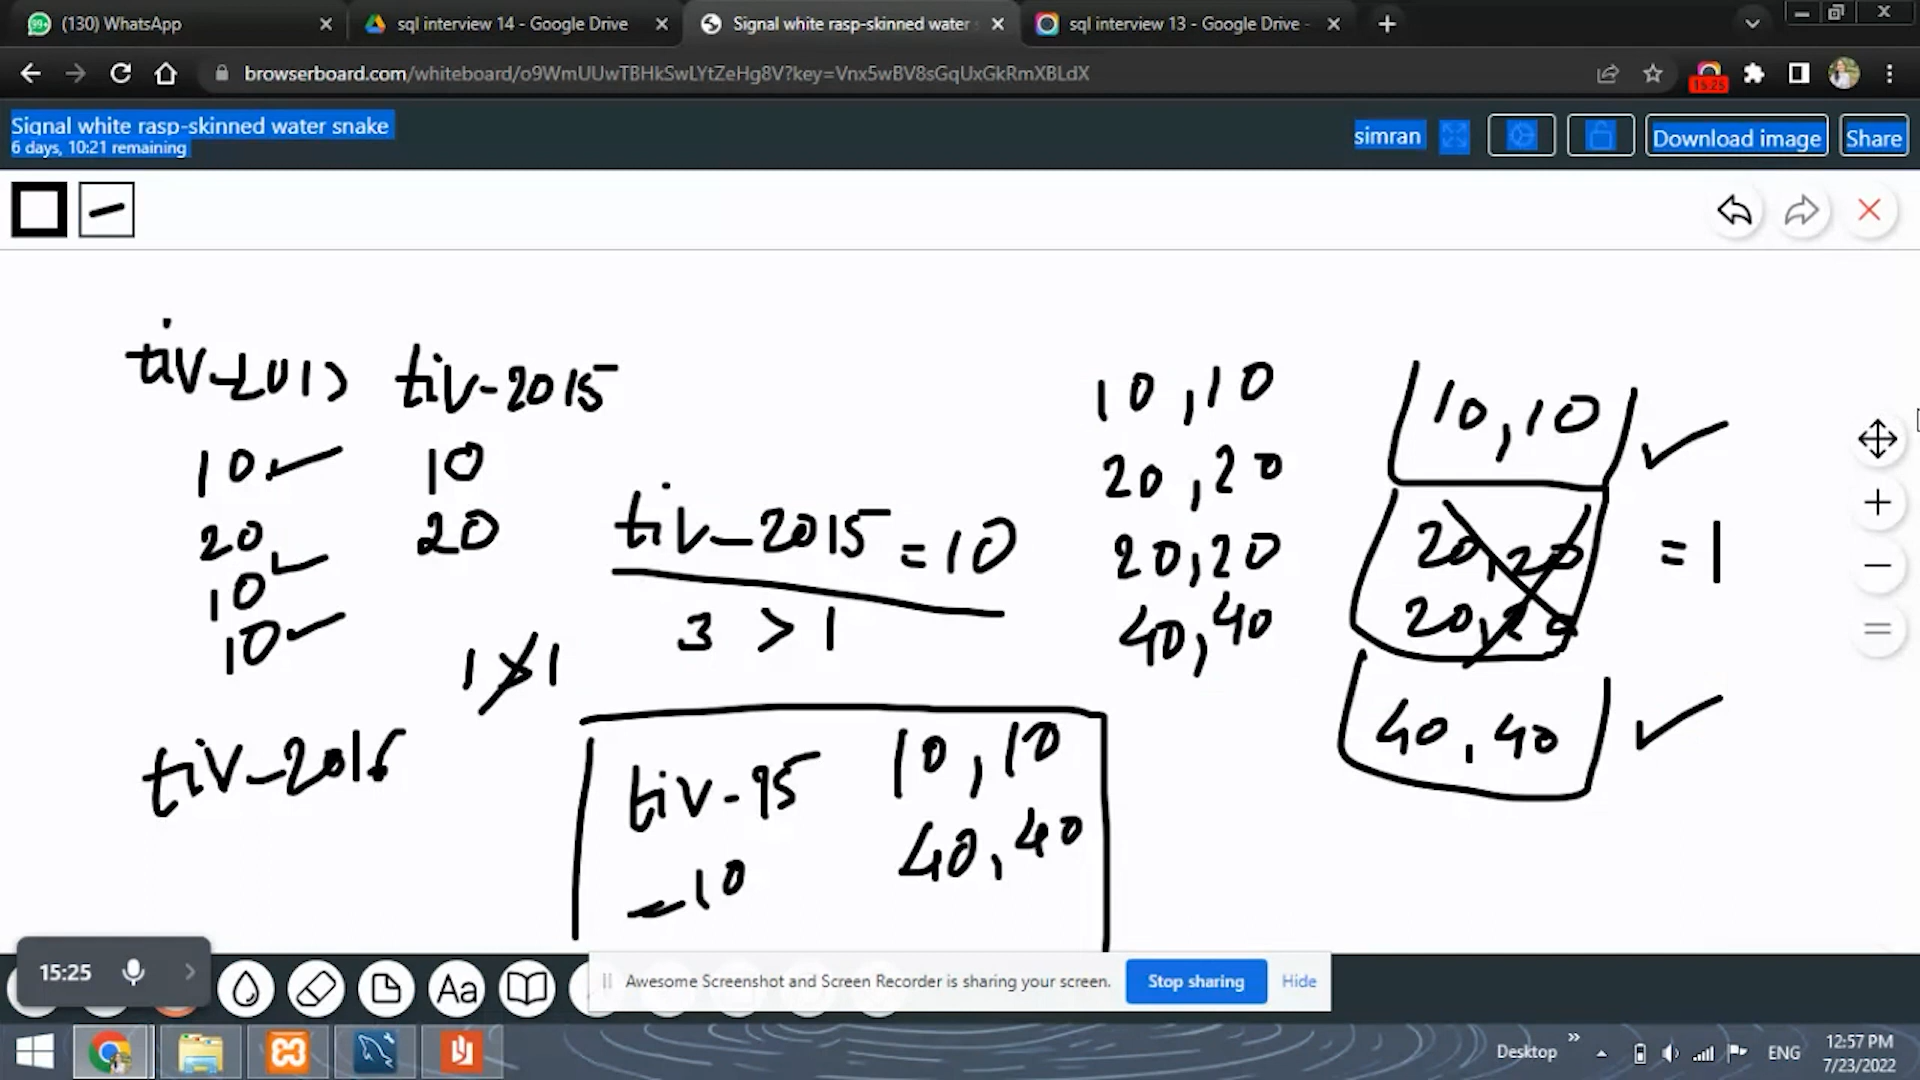 (130) WhatsApp
sql interview 14 - Google Drive
Signal white rasp-skinned water
sql interview 13 - Google Drive -
browserboard.com/whiteboard/o9WmUUwTBHkSwLYtZeHg8V?key=Vnx5wBV8sGqUxGkRmXBLdX
15:25
Signal white rasp-skinned water snake
6 days, 10:21 remaining
simran
Download image
Share
tiv-2015
10
20
10
10
tiv-2015
10
20
tiv-2015 = 10
3 > 1
1 > 1
tiv-2016
tiv-95
-10
10,10
40,40
10,10
20,20
20,20
40,40
10,10
20,20
20,20
= 1
40,40
15:25
Aa
Awesome Screenshot and Screen Recorder is sharing your screen.
Stop sharing
Hide
Desktop
ENG
12:57 PM
7/23/2022